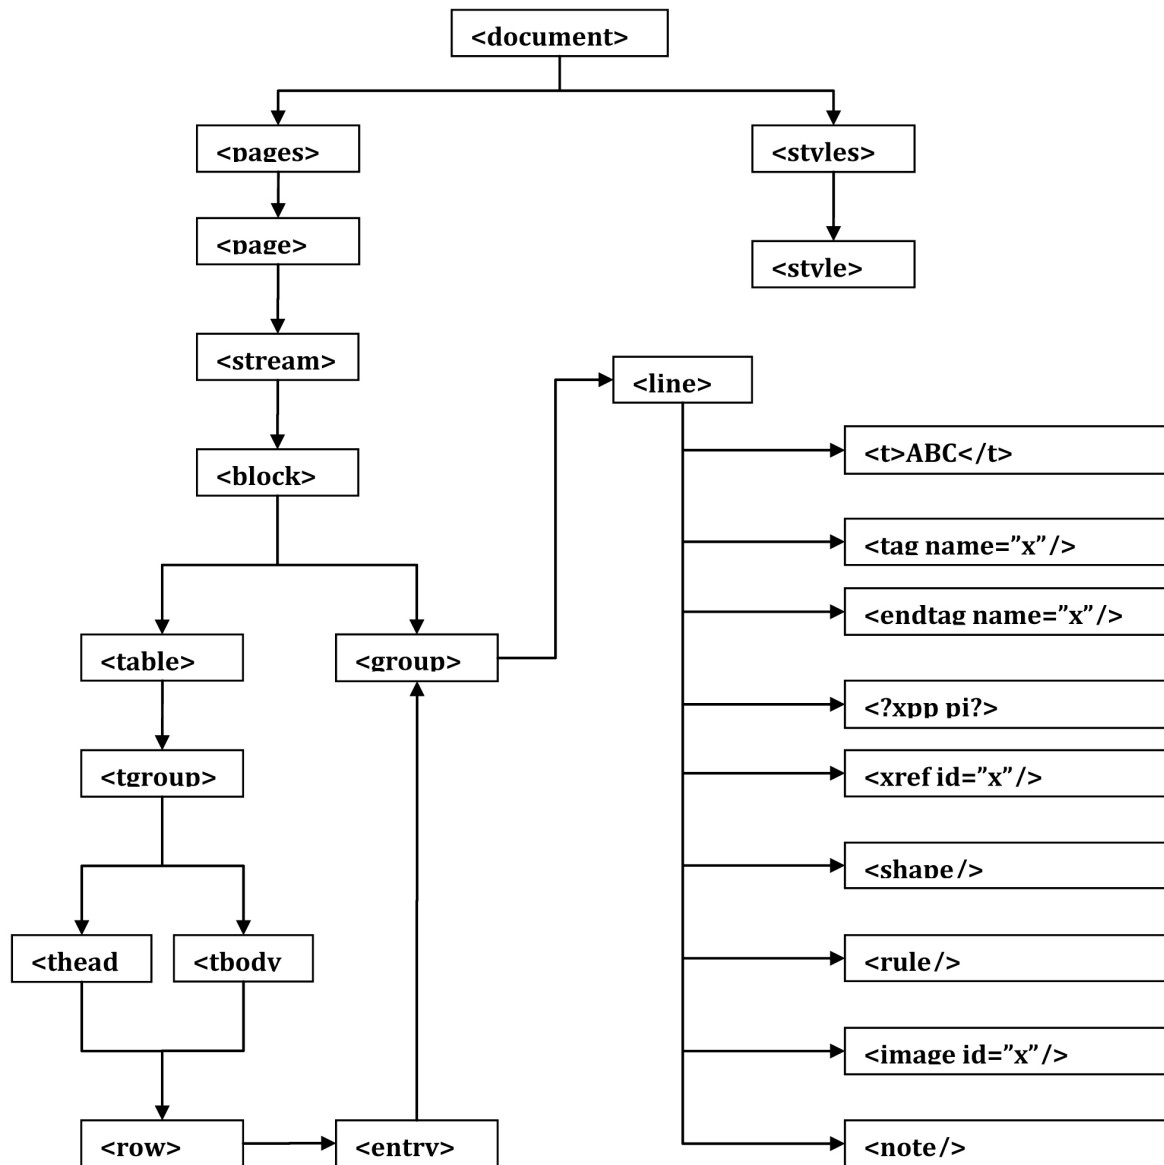 <document>
<pages>
<styles>
<page>
<style>
<stream>
<line>
<t>ABC</t>
<block>
<tag name=”x”/>
<endtag name=”x”/>
<table>
<group>
<?xpp pi?>
<tgroup>
<xref id=”x”/>
<shape/>
<thead
<tbody
<rule/>
<image id=”x”/>
<row>
<entry>
<note/>